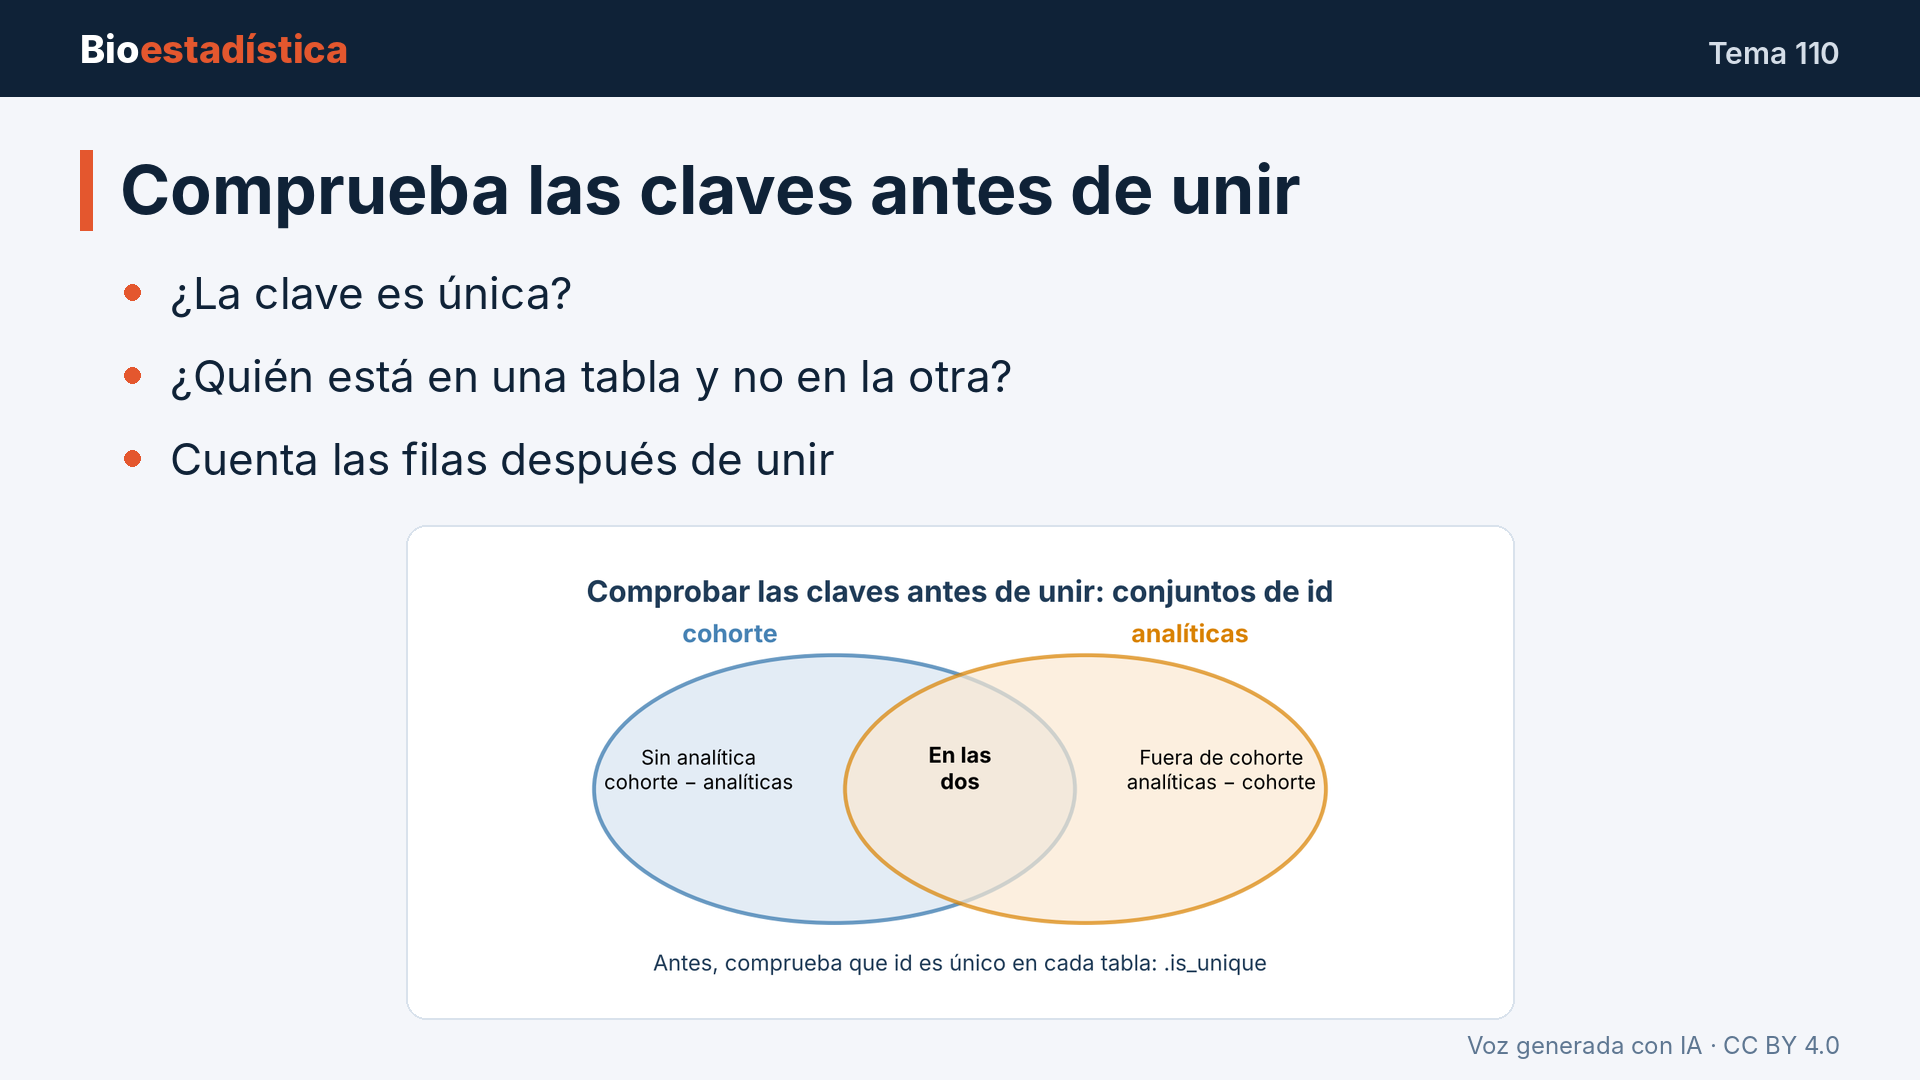 Bioestadística
Tema 110
Comprueba las claves antes de unir
• ¿La clave es única?
• ¿Quién está en una tabla y no en la otra?
• Cuenta las filas después de unir
Comprobar las claves antes de unir: conjuntos de id
cohorte
analíticas
Sin analítica
cohorte − analíticas
En las
dos
Fuera de cohorte
analíticas − cohorte
Antes, comprueba que id es único en cada tabla: .is_unique
Voz generada con IA · CC BY 4.0